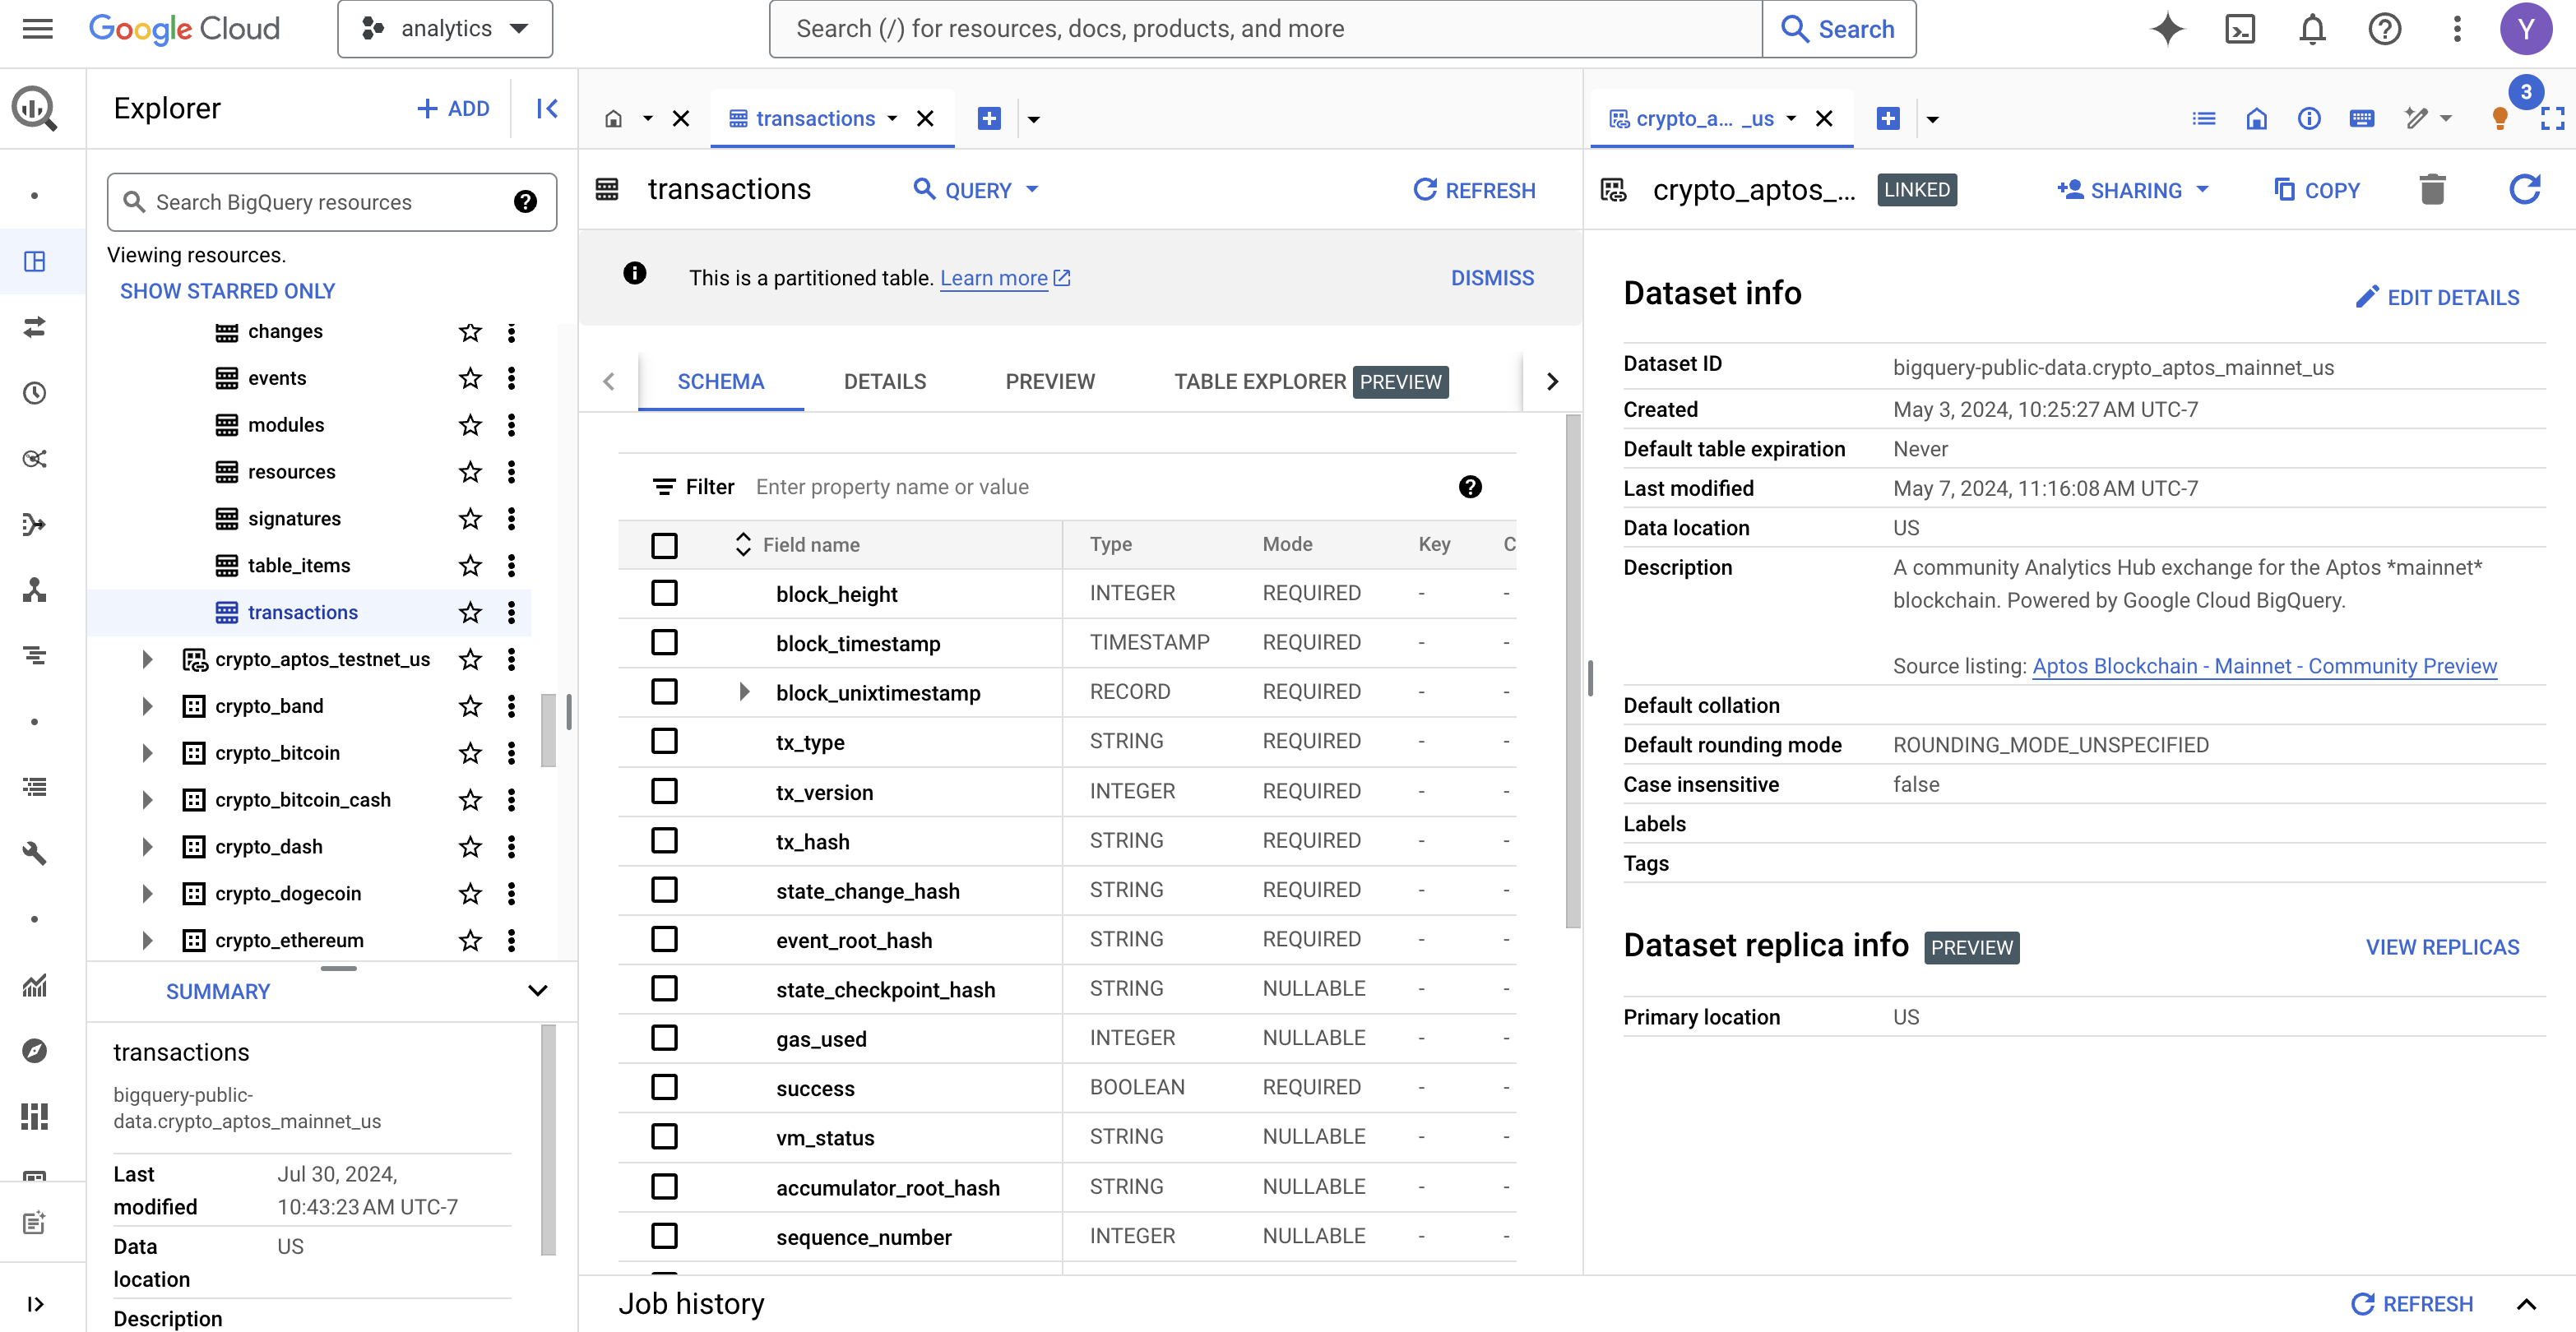 Google Cloud
analytics
Search (/) for resources, docs, products, and more
Search
Y
Explorer
ADD
transactions
crypto_a... _us
3
Search BigQuery resources
Viewing resources.
SHOW STARRED ONLY
changes
events
modules
resources
signatures
table_items
transactions
crypto_aptos_testnet_us
crypto_band
crypto_bitcoin
crypto_bitcoin_cash
crypto_dash
crypto_dogecoin
crypto_ethereum
SUMMARY
transactions
bigquery-public-
data.crypto_aptos_mainnet_us
Last Jul 30, 2024,
modified 10:43:23 AM UTC-7
Data US
location
Description
transactions
QUERY
REFRESH
This is a partitioned table. Learn more
DISMISS
SCHEMA DETAILS PREVIEW TABLE EXPLORER PREVIEW
Filter Enter property name or value
Field name Type Mode Key C
block_height INTEGER REQUIRED - -
block_timestamp TIMESTAMP REQUIRED - -
block_unixtimestamp RECORD REQUIRED - -
tx_type STRING REQUIRED - -
tx_version INTEGER REQUIRED - -
tx_hash STRING REQUIRED - -
state_change_hash STRING REQUIRED - -
event_root_hash STRING REQUIRED - -
state_checkpoint_hash STRING NULLABLE - -
gas_used INTEGER NULLABLE - -
success BOOLEAN REQUIRED - -
vm_status STRING NULLABLE - -
accumulator_root_hash STRING NULLABLE - -
sequence_number INTEGER NULLABLE - -
crypto_aptos_... LINKED
SHARING
COPY
Dataset info
EDIT DETAILS
Dataset ID bigquery-public-data.crypto_aptos_mainnet_us
Created May 3, 2024, 10:25:27 AM UTC-7
Default table expiration Never
Last modified May 7, 2024, 11:16:08 AM UTC-7
Data location US
Description A community Analytics Hub exchange for the Aptos *mainnet*
blockchain. Powered by Google Cloud BigQuery.
Source listing: Aptos Blockchain - Mainnet - Community Preview
Default collation
Default rounding mode ROUNDING_MODE_UNSPECIFIED
Case insensitive false
Labels
Tags
Dataset replica info PREVIEW
VIEW REPLICAS
Primary location US
Job history
REFRESH